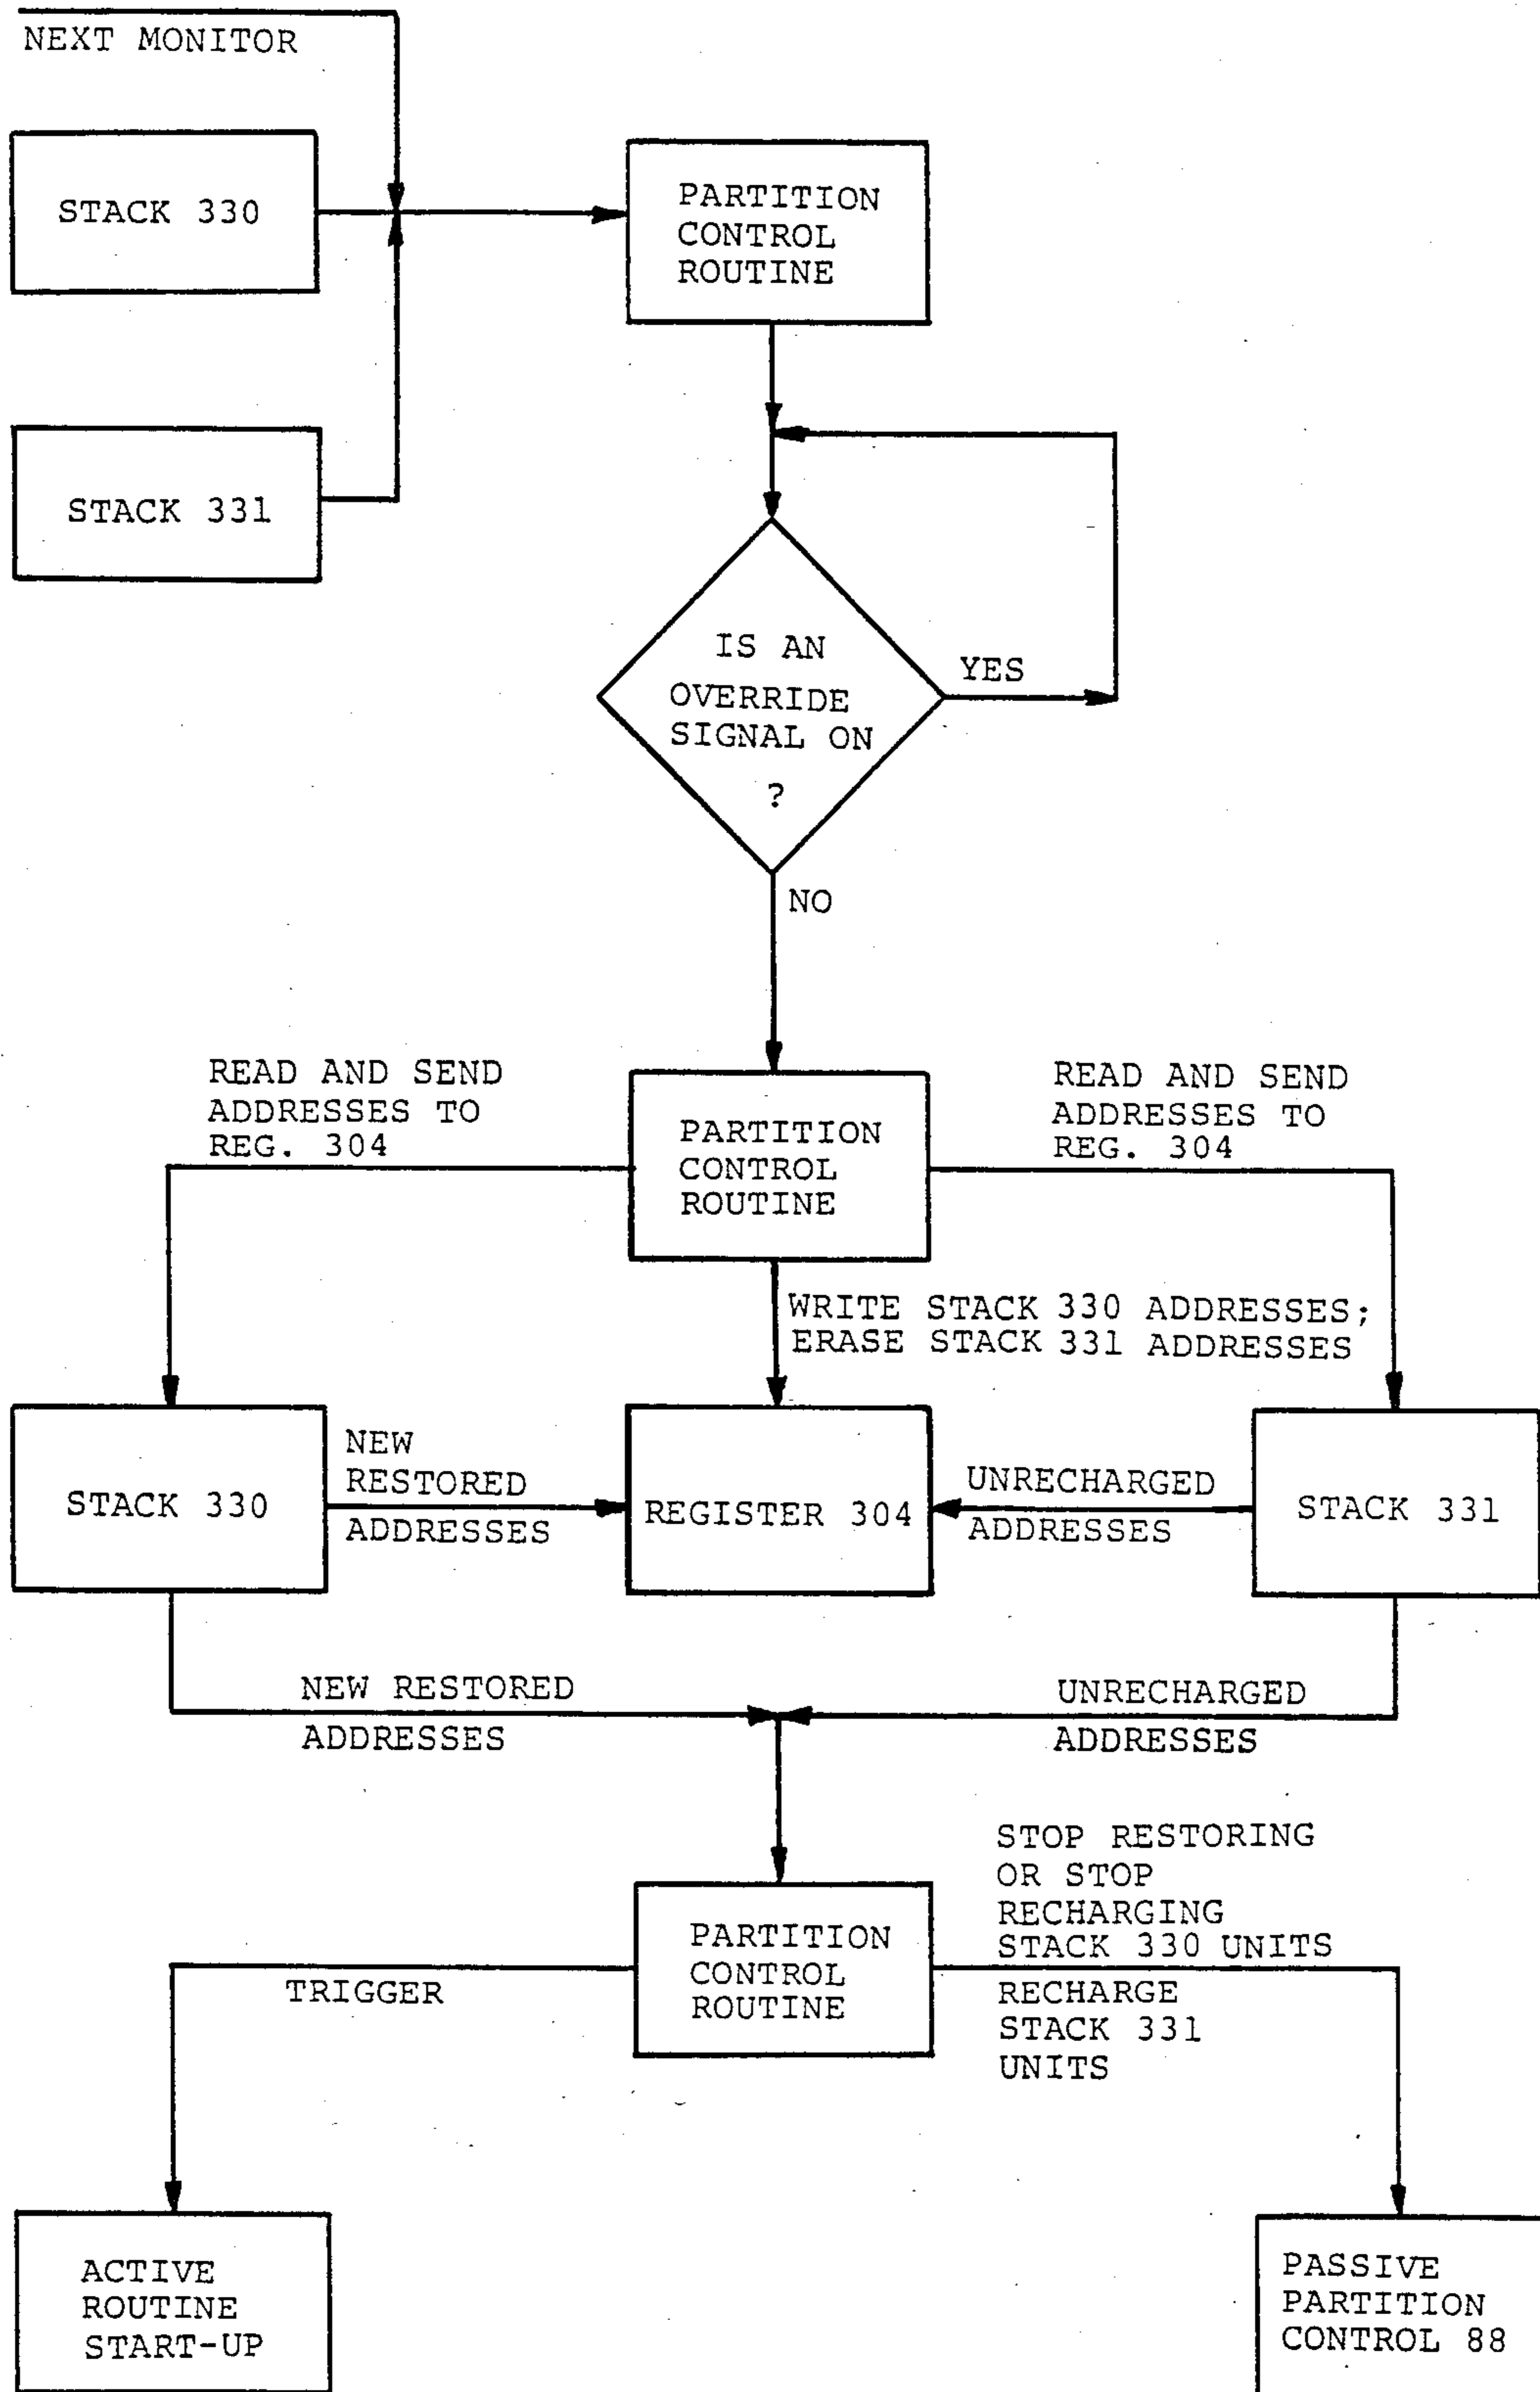 NEXT MONITOR
STACK 330
PARTITION
CONTROL
ROUTINE
STACK 331
IS AN
OVERRIDE
SIGNAL ON
?
YES
NO
READ AND SEND
ADDRESSES TO
REG. 304
PARTITION
CONTROL
ROUTINE
READ AND SEND
ADDRESSES TO
REG. 304
WRITE STACK 330 ADDRESSES;
ERASE STACK 331 ADDRESSES
STACK 330
NEW
RESTORED
ADDRESSES
REGISTER 304
UNRECHARGED
ADDRESSES
STACK 331
NEW RESTORED
ADDRESSES
UNRECHARGED
ADDRESSES
PARTITION
CONTROL
ROUTINE
TRIGGER
STOP RESTORING
OR STOP
RECHARGING
STACK 330 UNITS
RECHARGE
STACK 331
UNITS
ACTIVE
ROUTINE
START-UP
PASSIVE
PARTITION
CONTROL 88